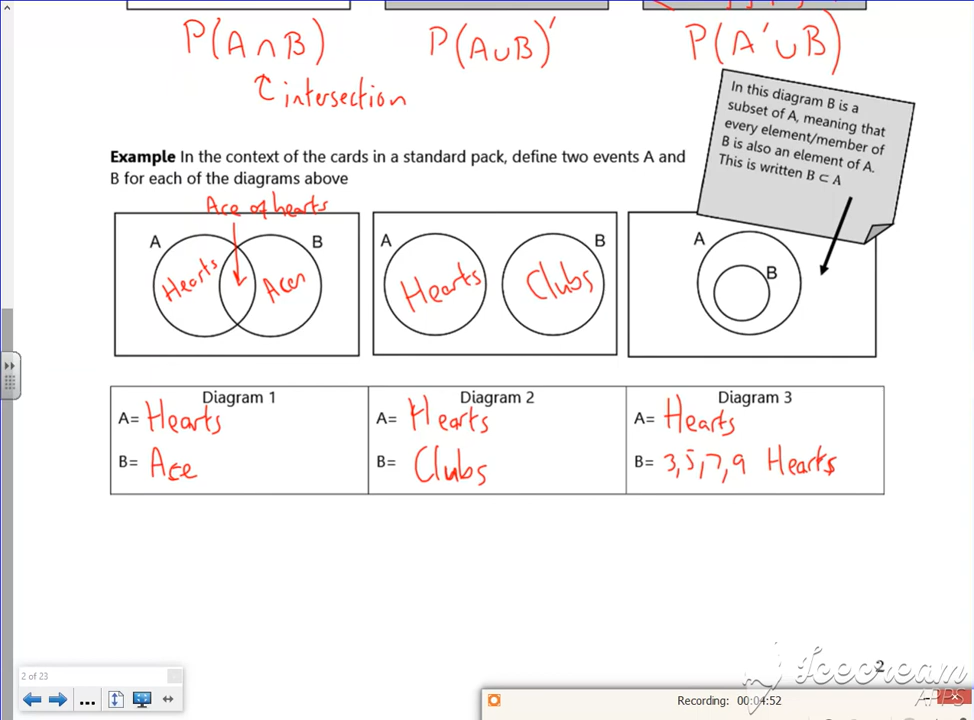 P(A∩B) P(A∪B)′ P(A′∪B)
intersection
In this diagram B is a
subset of A, meaning that
every element/member of
B is also an element of A.
This is written B ⊂ A
Example In the context of the cards in a standard pack, define two events A and
B for each of the diagrams above
Ace of hearts
A B A B A B
Hearts Aces Hearts Clubs
Diagram 1 Diagram 2 Diagram 3
A= Hearts A= Hearts A= Hearts
B= Ace B= Clubs B= 3,5,7,9 Hearts
2
Icecream
APPS
2 of 23
Recording: 00:04:52